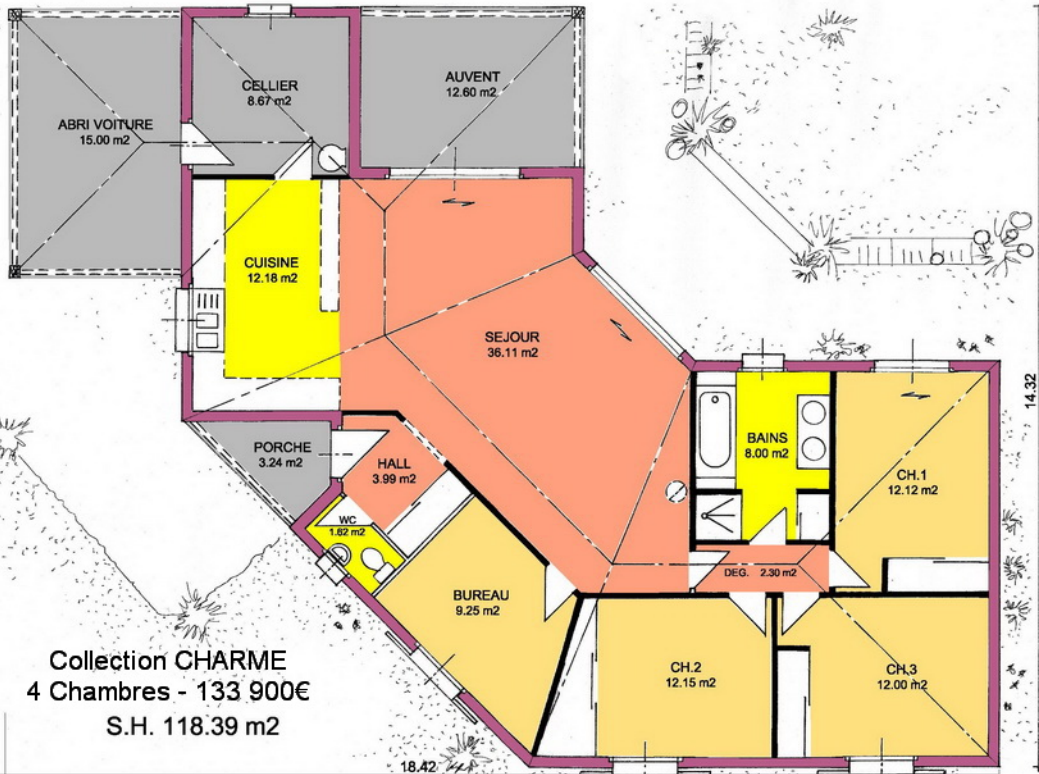 CELLIER
8.67 m2
AUVENT
12.60 m2
ABRI VOITURE
15.00 m2
CUISINE
12.18 m2
SEJOUR
36.11 m2
14.32
PORCHE
3.24 m2
HALL
3.99 m2
BAINS
8.00 m2
CH.1
12.12 m2
WC
1.62 m2
DEG. 2.30 m2
BUREAU
9.25 m2
CH.2
12.15 m2
CH.3
12.00 m2
Collection CHARME
4 Chambres - 133 900€
S.H. 118.39 m2
18.42